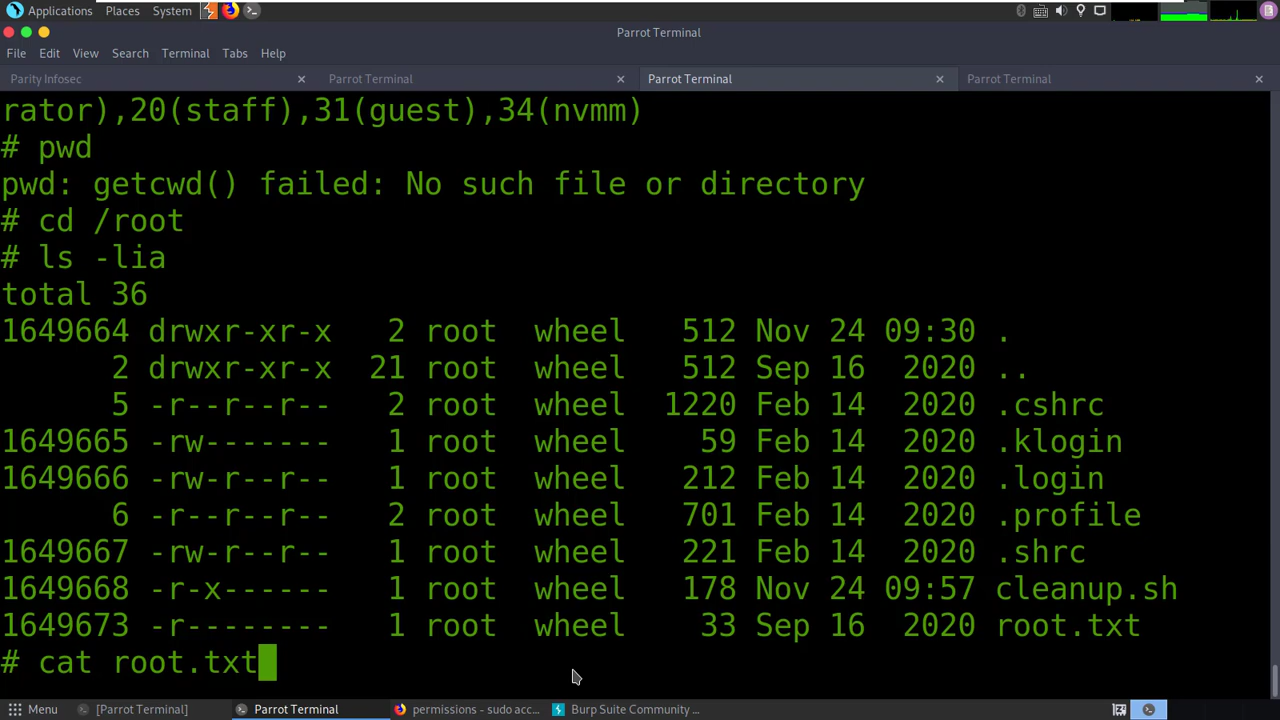 Applications Places System
Parrot Terminal
File Edit View Search Terminal Tabs Help
Parity Infosec × Parrot Terminal × Parrot Terminal × Parrot Terminal ×
rator),20(staff),31(guest),34(nvmm)
# pwd
pwd: getcwd() failed: No such file or directory
# cd /root
# ls -lia
total 36
1649664 drwxr-xr-x   2 root  wheel   512 Nov 24 09:30 .
      2 drwxr-xr-x  21 root  wheel   512 Sep 16  2020 ..
      5 -r--r--r--   2 root  wheel  1220 Feb 14  2020 .cshrc
1649665 -rw-------   1 root  wheel    59 Feb 14  2020 .klogin
1649666 -rw-r--r--   1 root  wheel   212 Feb 14  2020 .login
      6 -r--r--r--   2 root  wheel   701 Feb 14  2020 .profile
1649667 -rw-r--r--   1 root  wheel   221 Feb 14  2020 .shrc
1649668 -r-x------   1 root  wheel   178 Nov 24 09:57 cleanup.sh
1649673 -r--------   1 root  wheel    33 Sep 16  2020 root.txt
# cat root.txt
Menu [Parrot Terminal] Parrot Terminal permissions - sudo acc... Burp Suite Community ...